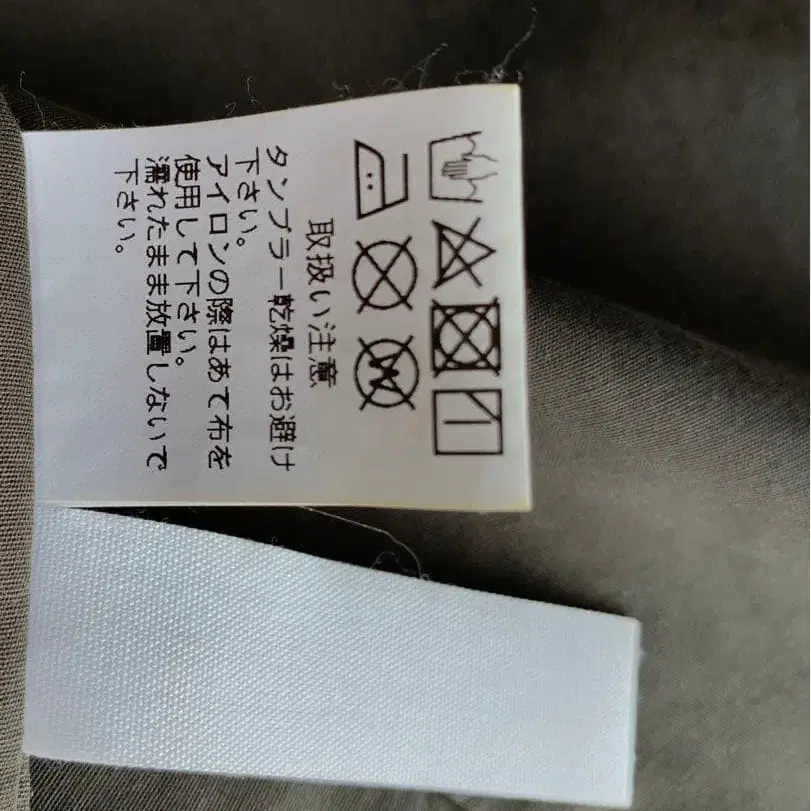 取扱い注意
タンブラー乾燥はお避け
下さい。
アイロンの際はあて布を
使用して下さい。
濡れたまま放置しないで
下さい。